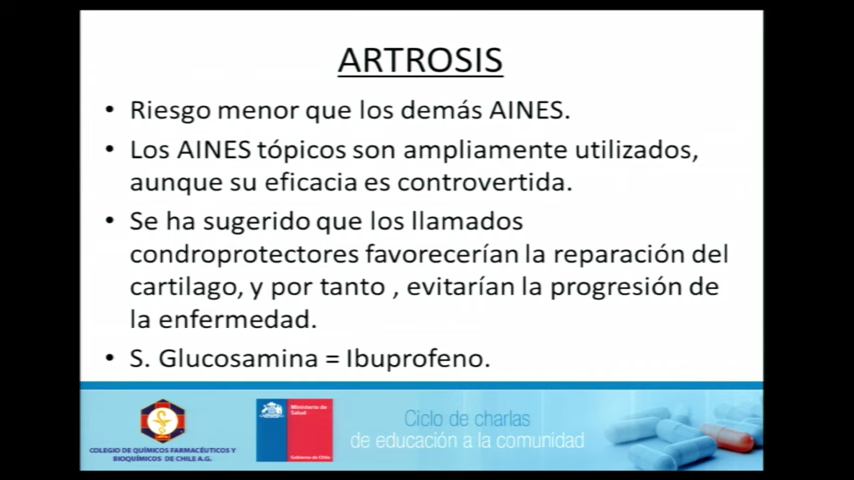 ARTROSIS
• Riesgo menor que los demás AINES.
• Los AINES tópicos son ampliamente utilizados,
aunque su eficacia es controvertida.
• Se ha sugerido que los llamados
condroprotectores favorecerían la reparación del
cartilago, y por tanto , evitarían la progresión de
la enfermedad.
• S. Glucosamina = Ibuprofeno.
COLEGIO DE QUÍMICOS FARMACÉUTICOS Y
BIOQUÍMICOS DE CHILE A.G.
Ministerio de
Salud
Gobierno de Chile
Ciclo de charlas
de educación a la comunidad